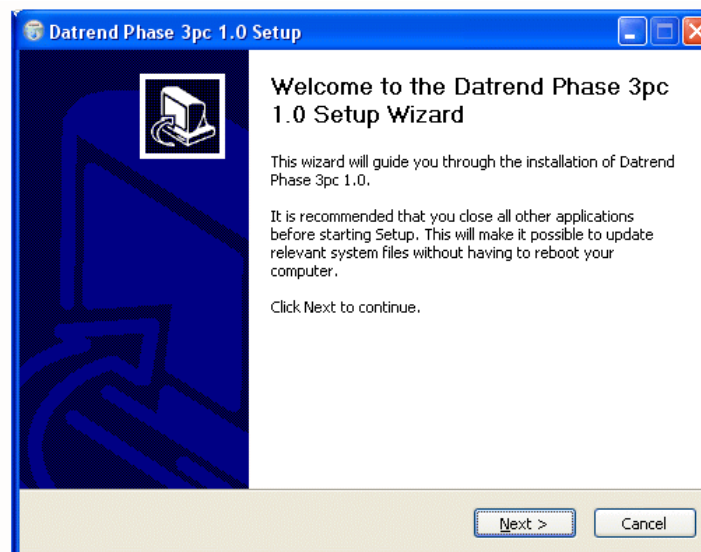 Datrend Phase 3pc 1.0 Setup
Welcome to the Datrend Phase 3pc
1.0 Setup Wizard
This wizard will guide you through the installation of Datrend
Phase 3pc 1.0.
It is recommended that you close all other applications
before starting Setup. This will make it possible to update
relevant system files without having to reboot your
computer.
Click Next to continue.
Next >
Cancel